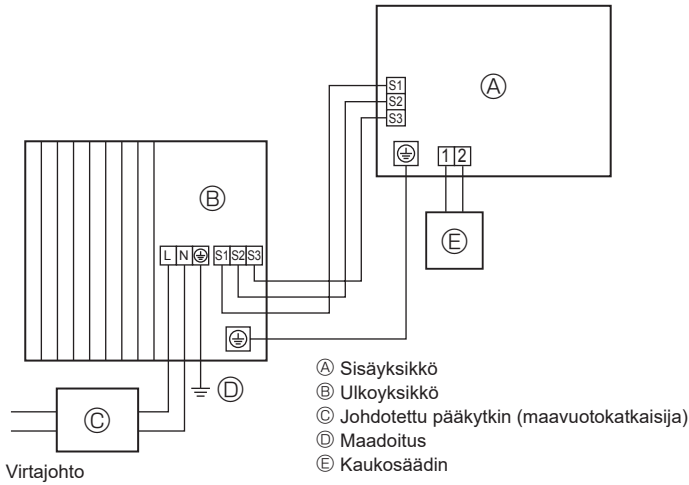 Ⓐ
S1
S2
S3
1 2
Ⓑ
Ⓔ
L N S1 S2 S3
Ⓓ
Ⓒ
Virtajohto
Ⓐ Sisäyksikkö
Ⓑ Ulkoyksikkö
Ⓒ Johdotettu pääkytkin (maavuotokatkaisija)
Ⓓ Maadoitus
Ⓔ Kaukosäädin